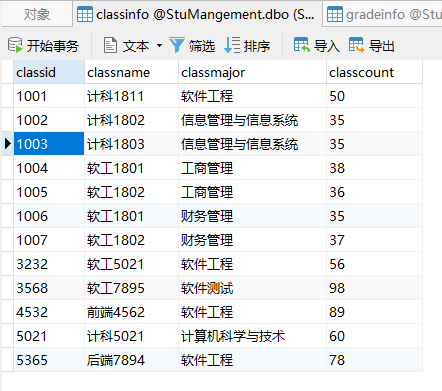 对象 classinfo @StuMangement.dbo (S... gradeinfo @Stu
开始事务 文本 筛选 排序 导入 导出
classid classname classmajor classcount
1001 计科1811 软件工程 50
1002 计科1802 信息管理与信息系统 35
1003 计科1803 信息管理与信息系统 35
1004 软工1801 工商管理 38
1005 软工1802 工商管理 36
1006 软工1801 财务管理 35
1007 软工1802 财务管理 37
3232 软工5021 软件工程 56
3568 软工7895 软件测试 98
4532 前端4562 软件工程 89
5021 计科5021 计算机科学与技术 60
5365 后端7894 软件工程 78